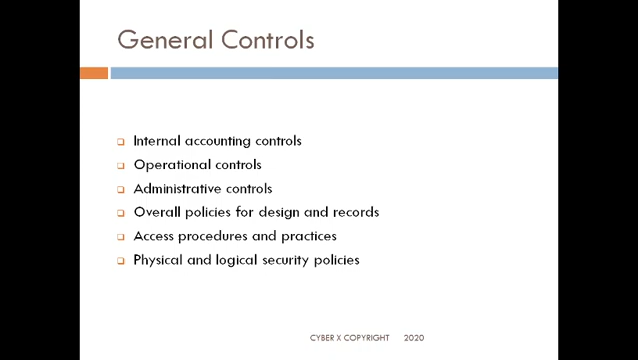 General Controls
Internal accounting controls
Operational controls
Administrative controls
Overall policies for design and records
Access procedures and practices
Physical and logical security policies
CYBER X COPYRIGHT 2020